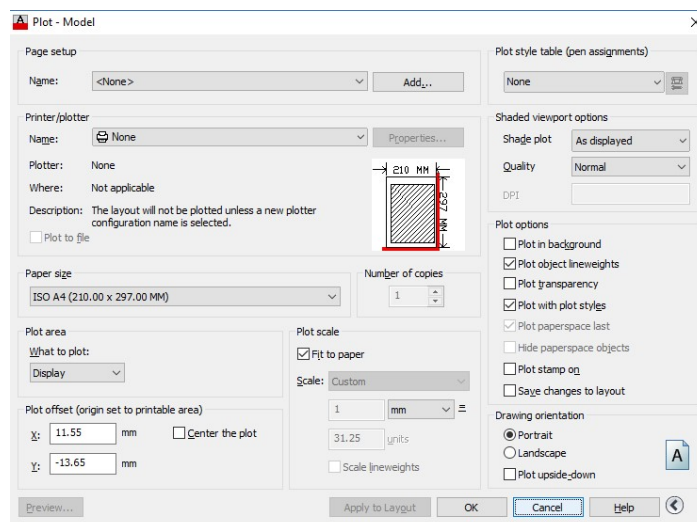 Plot - Model
Page setup
Name:
<None>
Add...
Printer/plotter
Name:
None
Properties...
Plotter:
None
Where:
Not applicable
Description:
The layout will not be plotted unless a new plotter
configuration name is selected.
Plot to file
210 MM
297 MM
Paper size
ISO A4 (210.00 x 297.00 MM)
Number of copies
1
Plot area
What to plot:
Display
Plot offset (origin set to printable area)
X:
11.55
mm
Center the plot
Y:
-13.65
mm
Plot scale
Fit to paper
Scale:
Custom
1
mm
=
31.25
units
Scale lineweights
Plot style table (pen assignments)
None
Shaded viewport options
Shade plot
As displayed
Quality
Normal
DPI
Plot options
Plot in background
Plot object lineweights
Plot transparency
Plot with plot styles
Plot paperspace last
Hide paperspace objects
Plot stamp on
Save changes to layout
Drawing orientation
Portrait
Landscape
Plot upside-down
A
Preview...
Apply to Layout
OK
Cancel
Help